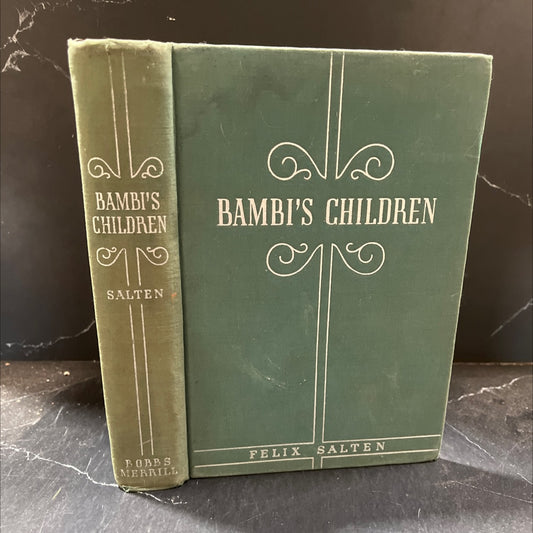 BAMBI'S
CHILDREN
SALTEN
BOBBS
MERRILL
BAMBI'S CHILDREN
FELIX SALTEN